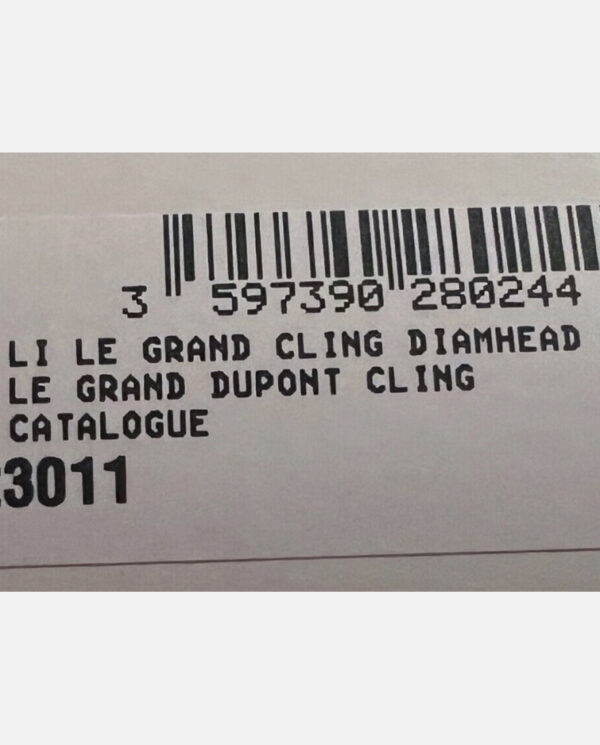 3 597390 280244
LI LE GRAND CLING DIAMHEAD
LE GRAND DUPONT CLING
CATALOGUE
3011